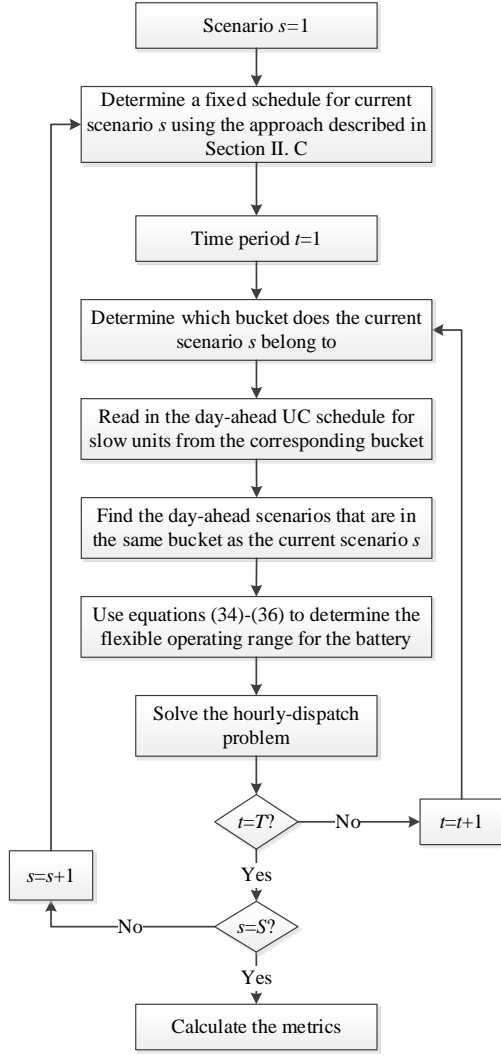 Scenario s=1
Determine a fixed schedule for current
scenario s using the approach described in
Section II. C
Time period t=1
Determine which bucket does the current
scenario s belong to
Read in the day-ahead UC schedule for
slow units from the corresponding bucket
Find the day-ahead scenarios that are in
the same bucket as the current scenario s
Use equations (34)-(36) to determine the
flexible operating range for the battery
Solve the hourly-dispatch
problem
t=T?
No
t=t+1
Yes
s=s+1
No
s=S?
Yes
Calculate the metrics